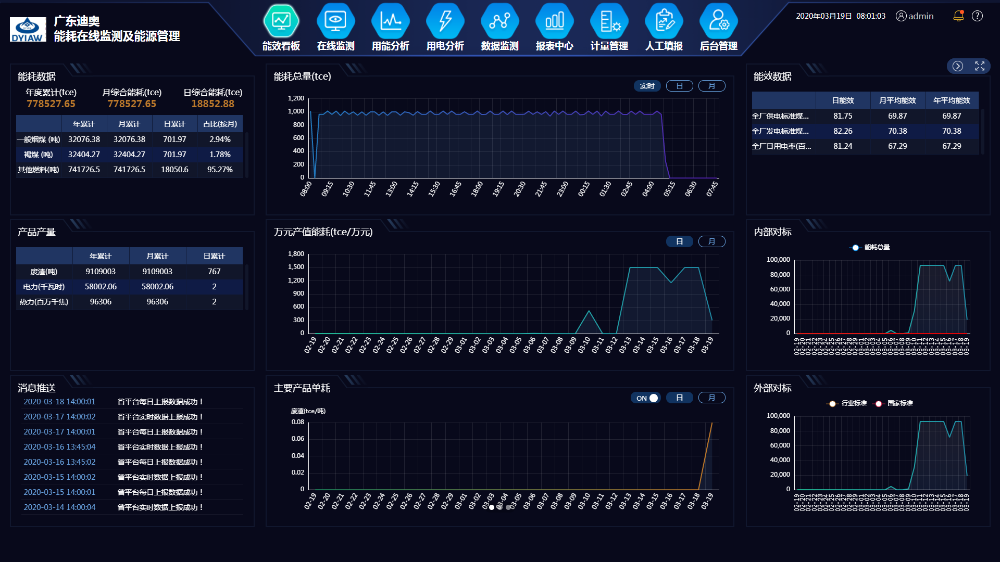 DYIAW
广东迪奥
能耗在线监测及能源管理
能效看板 在线监测 用能分析 用电分析 数据监测 报表中心 计量管理 人工填报 后台管理
2020年03月19日 08:01:03 admin ?
能耗数据
年度累计(tce) 月综合能耗(tce) 日综合能耗(tce)
778527.65 778527.65 18852.88
年累计 月累计 日累计 占比(按月)
一般烟煤 (吨) 32076.38 32076.38 701.97 2.94%
褐煤 (吨) 32404.27 32404.27 701.97 1.78%
其他燃料(吨) 741726.5 741726.5 18050.6 95.27%
能耗总量(tce)
实时 日 月
1,200
1,000
800
600
400
200
0
08:00 09:15 10:30 11:45 13:00 14:15 15:30 16:45 18:00 19:15 20:30 21:45 23:00 00:15 01:30 02:45 04:00 05:15 06:30 07:45
能效数据
日能效 月平均能效 年平均能效
全厂供电标准煤... 81.75 69.87 69.87
全厂发电标准煤... 82.26 70.38 70.38
全厂日用电率(百... 81.24 67.29 67.29
产品产量
年累计 月累计 日累计
废渣(吨) 9109003 9109003 767
电力(千瓦时) 58002.06 58002.06 2
热力(百万千焦) 96306 96306 2
万元产值能耗(tce/万元)
日 月
1,800
1,500
1,200
900
600
300
0
02-19 02-20 02-21 02-22 02-23 02-24 02-25 02-26 02-27 02-28 02-29 03-01 03-02 03-03 03-04 03-05 03-06 03-07 03-08 03-09 03-10 03-11 03-12 03-13 03-14 03-15 03-16 03-17 03-18 03-19
内部对标
能耗总量
100,000
80,000
60,000
40,000
20,000
0
02-19 02-20 02-21 02-22 02-23 02-24 02-25 02-26 02-27 02-28 02-29 03-01 03-02 03-03 03-04 03-05 03-06 03-07 03-08 03-09 03-10 03-11 03-12 03-13 03-14 03-15 03-16 03-17 03-18 03-19
消息推送
2020-03-18 14:00:01 省平台每日上报数据成功！
2020-03-17 14:00:02 省平台实时数据上报成功！
2020-03-17 14:00:01 省平台每日上报数据成功！
2020-03-16 13:45:04 省平台实时数据上报成功！
2020-03-16 13:45:02 省平台每日上报数据成功！
2020-03-15 14:00:02 省平台实时数据上报成功！
2020-03-15 14:00:01 省平台每日上报数据成功！
2020-03-14 14:00:04 省平台实时数据上报成功！
主要产品单耗
ON 日 月
废渣(tce/吨)
0.08
0.06
0.04
0.02
0
02-19 02-20 02-21 02-22 02-23 02-24 02-25 02-26 02-27 02-28 02-29 03-01 03-02 03-03 03-04 03-05 03-06 03-07 03-08 03-09 03-10 03-11 03-12 03-13 03-14 03-15 03-16 03-17 03-18 03-19
外部对标
行业标准 国家标准
100,000
80,000
60,000
40,000
20,000
0
02-19 02-20 02-21 02-22 02-23 02-24 02-25 02-26 02-27 02-28 02-29 03-01 03-02 03-03 03-04 03-05 03-06 03-07 03-08 03-09 03-10 03-11 03-12 03-13 03-14 03-15 03-16 03-17 03-18 03-19